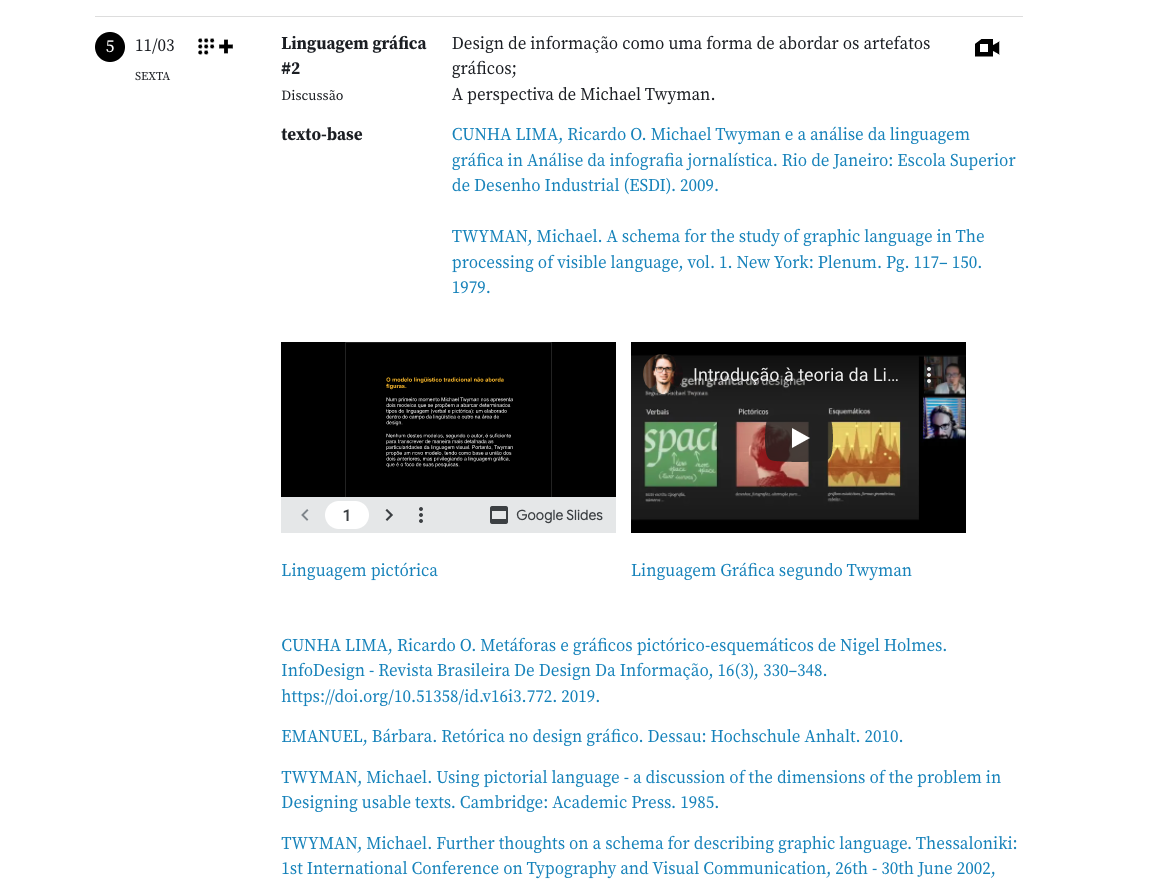 5 11/03
SEXTA
Linguagem gráfica
#2
Discussão
Design de informação como uma forma de abordar os artefatos
gráficos;
A perspectiva de Michael Twyman.
texto-base
CUNHA LIMA, Ricardo O. Michael Twyman e a análise da linguagem
gráfica in Análise da infografia jornalística. Rio de Janeiro: Escola Superior
de Desenho Industrial (ESDI). 2009.
TWYMAN, Michael. A schema for the study of graphic language in The
processing of visible language, vol. 1. New York: Plenum. Pg. 117– 150.
1979.
O modelo linguístico tradicional não aborda
figuras.
Num primeiro momento Michael Twyman nos apresenta
dois modelos que se propõem a abarcar determinados
tipos de linguagem (verbal e pictórica): um elaborado
dentro do campo da linguística e outro na área do
design.
Nenhum destes modelos, segundo o autor, é suficiente
para transcrever de maneira mais detalhada as
particularidades da linguagem visual. Portanto, Twyman
propõe um novo modelo, tendo como base a união dos
dois anteriores, mas privilegiando a linguagem gráfica,
que é o foco de suas pesquisas.
1
Google Slides
Introdução à teoria da Li...
gem gráfica do designer
Michael Twyman
Verbais
Pictóricos
Esquemáticos
spaci
Linguagem pictórica
Linguagem Gráfica segundo Twyman
CUNHA LIMA, Ricardo O. Metáforas e gráficos pictórico-esquemáticos de Nigel Holmes.
InfoDesign - Revista Brasileira De Design Da Informação, 16(3), 330–348.
https://doi.org/10.51358/id.v16i3.772. 2019.
EMANUEL, Bárbara. Retórica no design gráfico. Dessau: Hochschule Anhalt. 2010.
TWYMAN, Michael. Using pictorial language - a discussion of the dimensions of the problem in
Designing usable texts. Cambridge: Academic Press. 1985.
TWYMAN, Michael. Further thoughts on a schema for describing graphic language. Thessaloniki:
1st International Conference on Typography and Visual Communication, 26th - 30th June 2002,